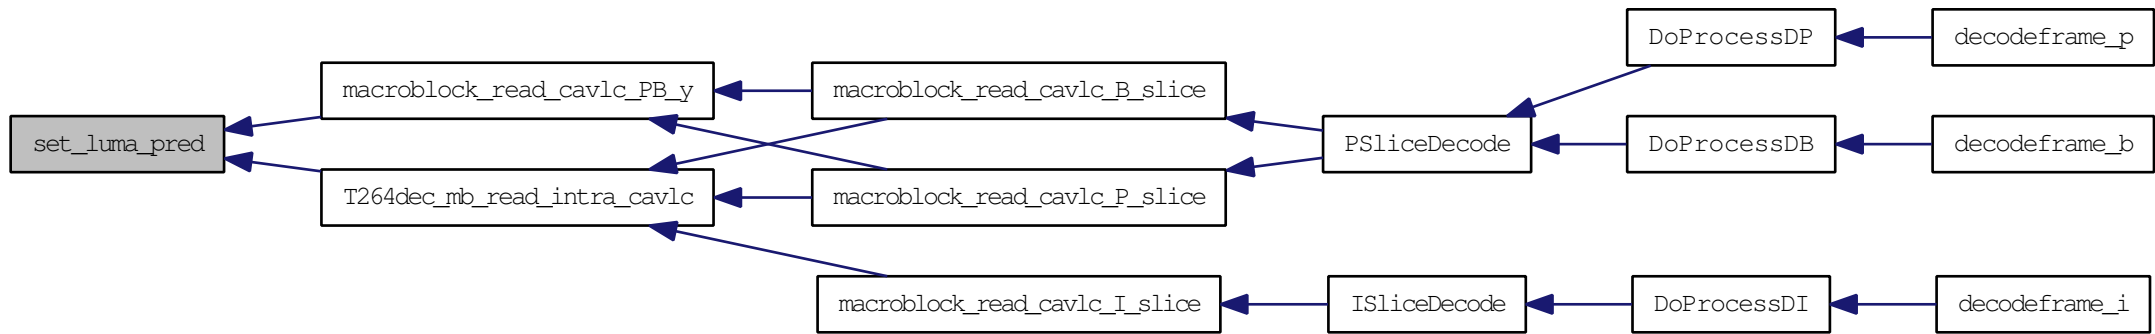 set_luma_pred
macroblock_read_cavlc_PB_y
T264dec_mb_read_intra_cavlc
macroblock_read_cavlc_B_slice
macroblock_read_cavlc_P_slice
macroblock_read_cavlc_I_slice
PSliceDecode
ISliceDecode
DoProcessDP
DoProcessDB
DoProcessDI
decodeframe_p
decodeframe_b
decodeframe_i